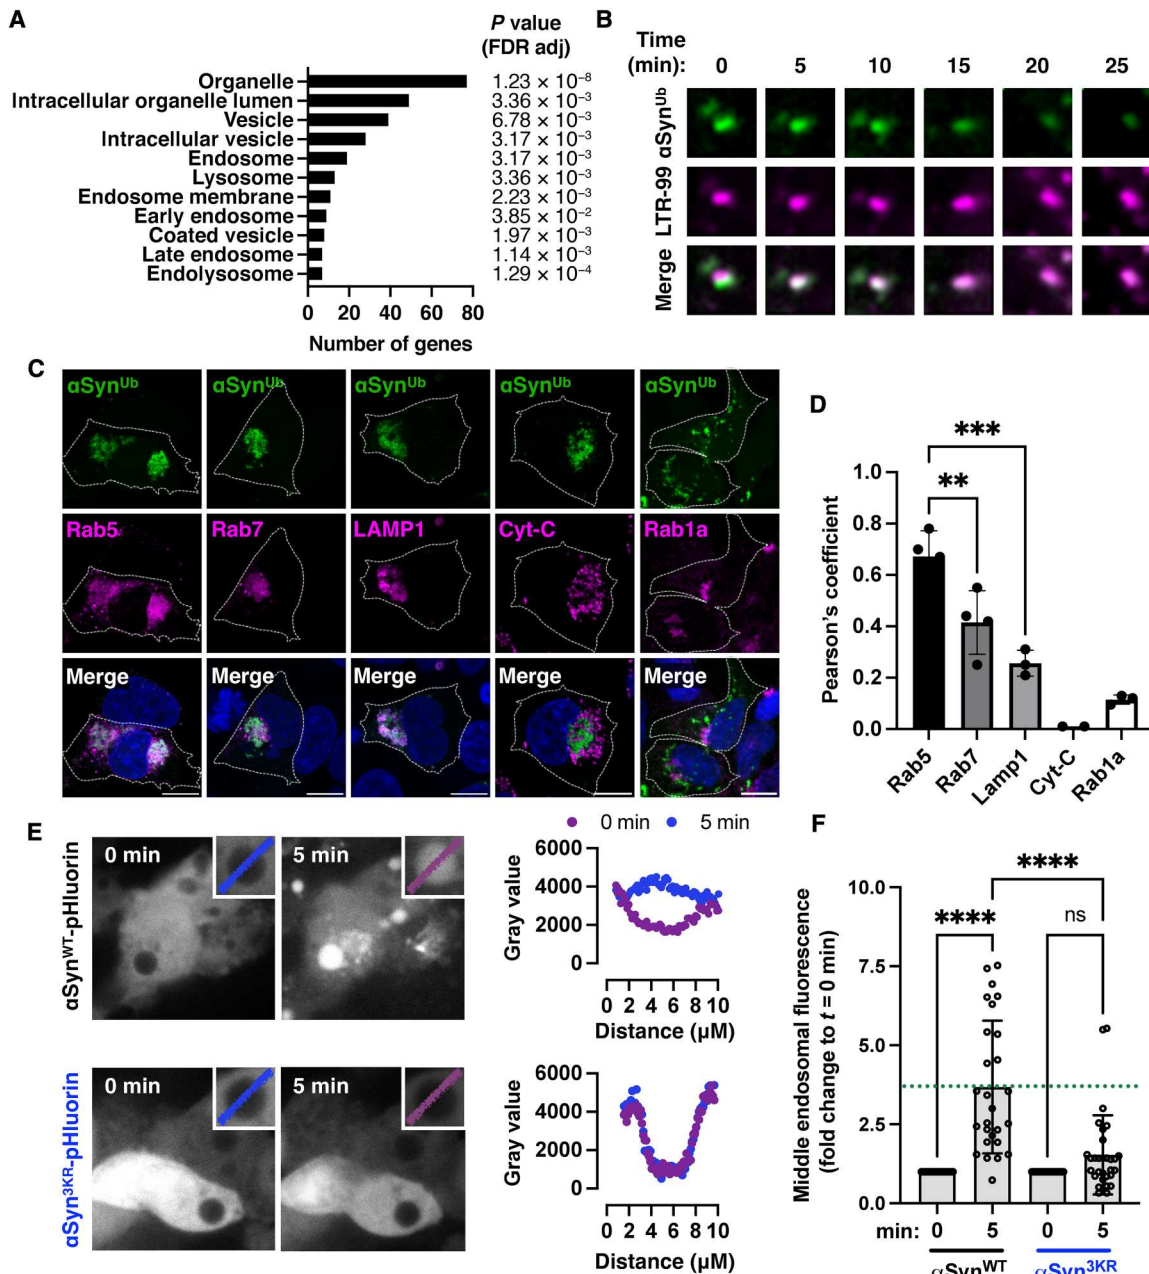 A
P value
(FDR adj)
Organelle 1.23 × 10⁻⁸
Intracellular organelle lumen 3.36 × 10⁻³
Vesicle 6.78 × 10⁻³
Intracellular vesicle 3.17 × 10⁻³
Endosome 3.17 × 10⁻³
Lysosome 3.36 × 10⁻³
Endosome membrane 2.23 × 10⁻³
Early endosome 3.85 × 10⁻²
Coated vesicle 1.97 × 10⁻³
Late endosome 1.14 × 10⁻³
Endolysosome 1.29 × 10⁻⁴
0 20 40 60 80
Number of genes
B
Time
(min): 0 5 10 15 20 25
αSynᵁᵇ
LTR-99
Merge
C
αSynᵁᵇ αSynᵁᵇ αSynᵁᵇ αSynᵁᵇ αSynᵁᵇ
Rab5 Rab7 LAMP1 Cyt-C Rab1a
Merge Merge Merge Merge Merge
D
***
**
Pearson's coefficient
1.0
0.8
0.6
0.4
0.2
0.0
Rab5 Rab7 Lamp1 Cyt-C Rab1a
E
0 min 5 min
αSynᵂᵀ-pHluorin
0 min 5 min
Gray value
6000
4000
2000
0
0 2 4 6 8 10
Distance (µM)
αSyn³ᴷᴿ-pHluorin
0 min 5 min
Gray value
6000
4000
2000
0
0 2 4 6 8 10
Distance (µM)
F
****
**** ns
Middle endosomal fluorescence
(fold change to t = 0 min)
10.0
7.5
5.0
2.5
0.0
min: 0 5 0 5
αSynᵂᵀ αSyn³ᴷᴿ